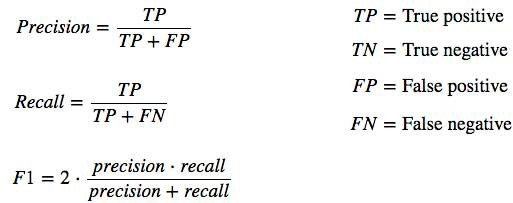 Precision = TP / TP + FP
Recall = TP / TP + FN
F1 = 2 · precision · recall / precision + recall
TP = True positive
TN = True negative
FP = False positive
FN = False negative